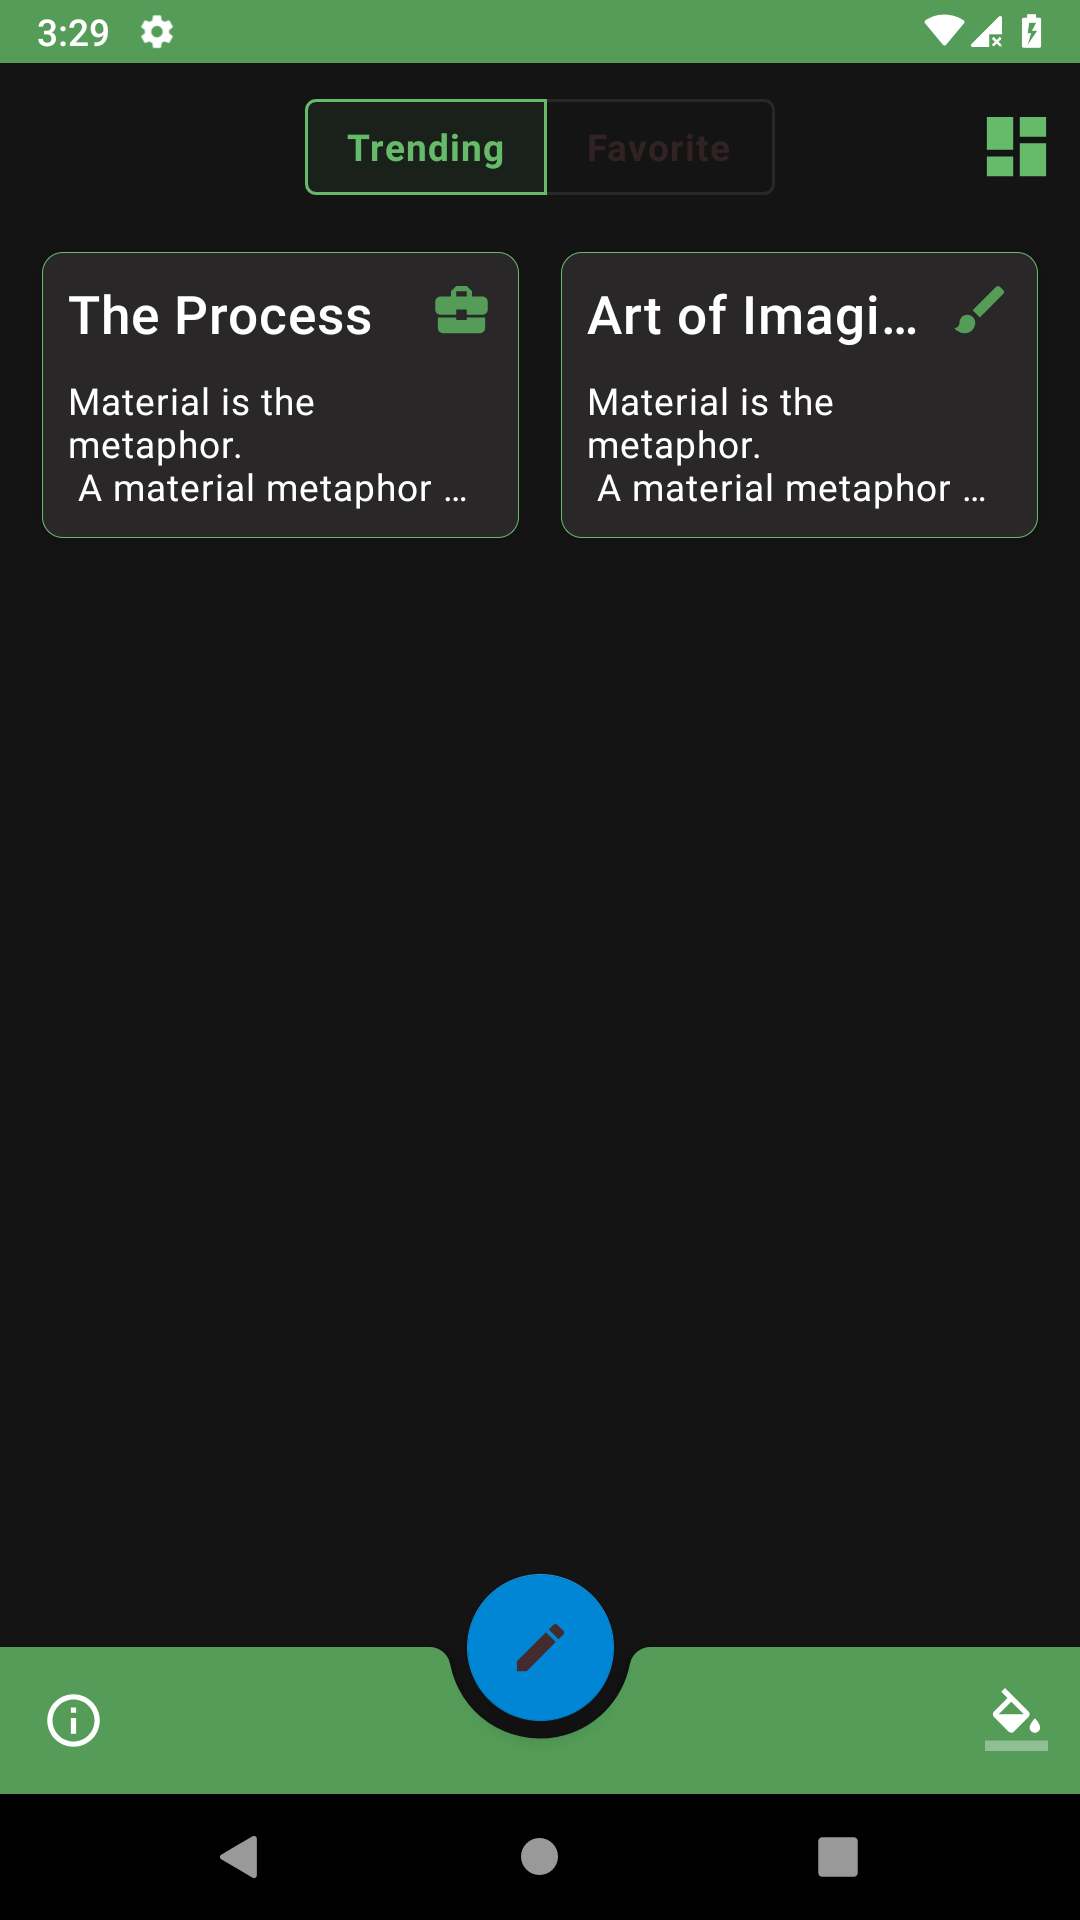 3:29
Trending
Favorite
The Process
Material is the
metaphor.
A material metaphor ...
Art of Imagi...
Material is the
metaphor.
A material metaphor ...